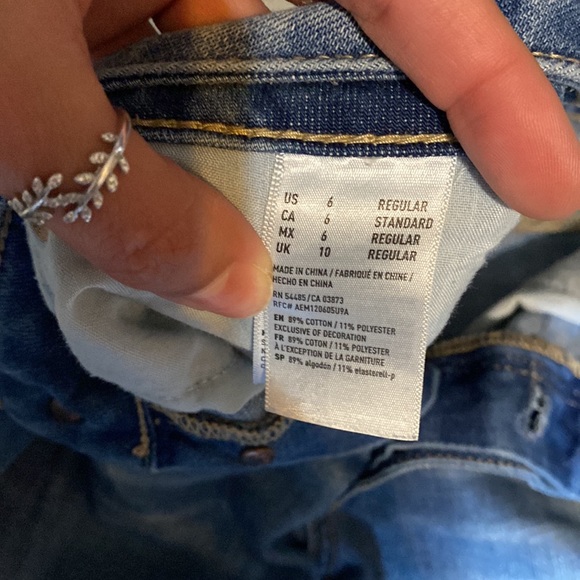 US 6 REGULAR
CA 6 STANDARD
MX 6 REGULAR
UK 10 REGULAR
MADE IN CHINA / FABRIQUÉ EN CHINE /
HECHO EN CHINA
RN 54485/CA 03873
RFC# AEM120605U9A
EN 89% COTTON / 11% POLYESTER
EXCLUSIVE OF DECORATION
FR 89% COTTON / 11% POLYESTER
À L'EXCEPTION DE LA GARNITURE
SP 89% algodón / 11% elasterell-p